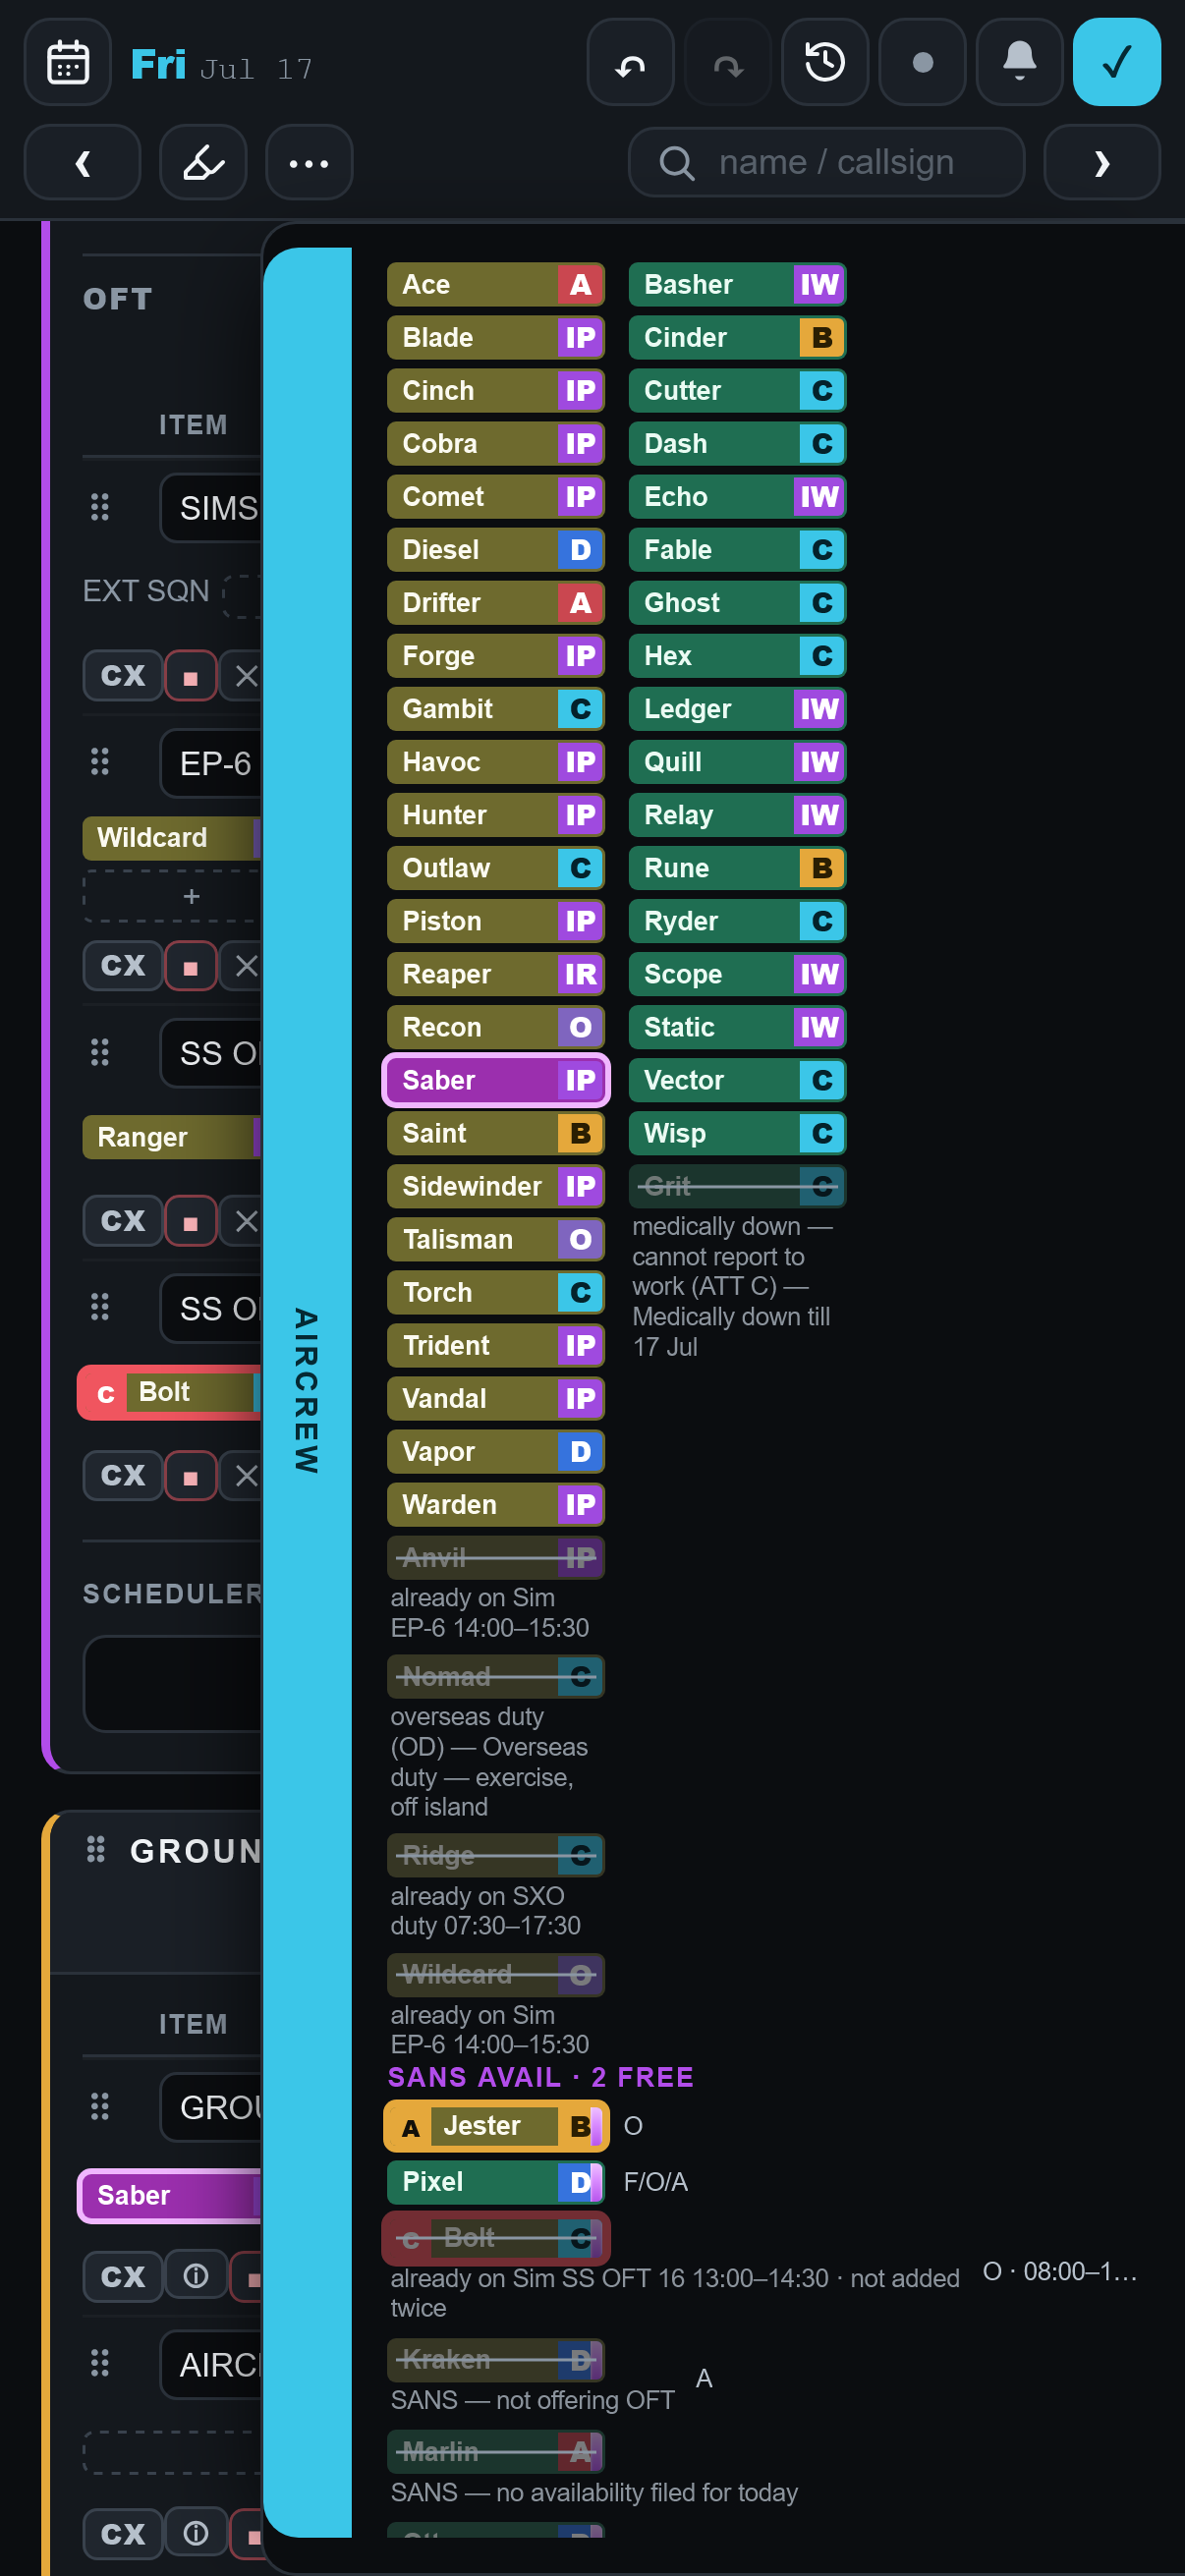 Fri Jul 17
name / callsign
OFT
ITEM
SIMS
EXT SQN
CX
EP-6
Wildcard
+
CX
Ranger
CX
C Bolt
CX
SCHEDULER
ITEM
Saber
CX
CX
AIRCREW
Ace A
Blade IP
Cinch IP
Cobra IP
Comet IP
Diesel D
Drifter A
Forge IP
Gambit C
Havoc IP
Hunter IP
Outlaw C
Piston IP
Reaper IR
Recon O
Saber IP
Saint B
Sidewinder IP
Talisman O
Torch C
Trident IP
Vandal IP
Vapor D
Warden IP
Anvil IP
already on Sim
EP-6 14:00–15:30
Nomad C
overseas duty
(OD) — Overseas
duty — exercise,
off island
Ridge C
already on SXO
duty 07:30–17:30
Wildcard O
already on Sim
EP-6 14:00–15:30
Basher IW
Cinder B
Cutter C
Dash C
Echo IW
Fable C
Ghost C
Hex C
Ledger IW
Quill IW
Relay IW
Rune B
Ryder C
Scope IW
Static IW
Vector C
Wisp C
Grit C
medically down —
cannot report to
work (ATT C) —
Medically down till
17 Jul
SANS AVAIL · 2 FREE
A Jester B O
Pixel D F/O/A
C Bolt C
already on Sim SS OFT 16 13:00–14:30 · not added
twice
O · 08:00–1…
Kraken D
SANS — not offering OFT
A
Marlin A
SANS — no availability filed for today